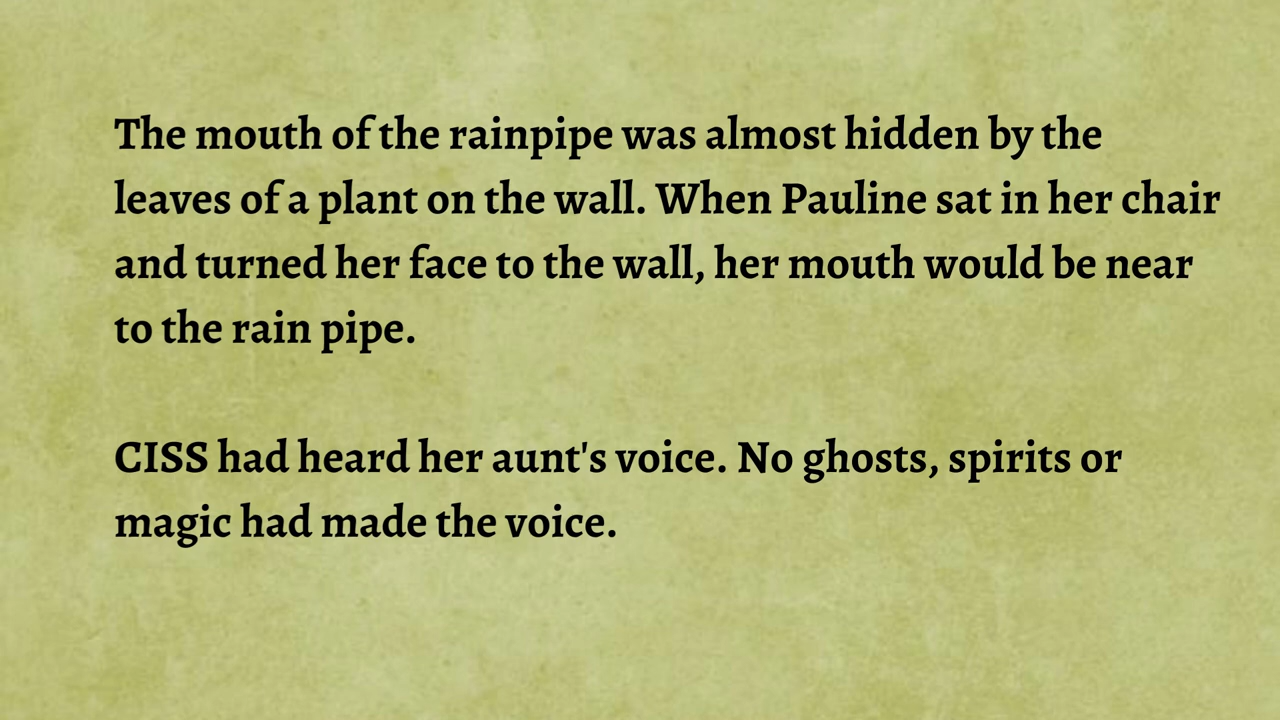 The mouth of the rainpipe was almost hidden by the
leaves of a plant on the wall. When Pauline sat in her chair
and turned her face to the wall, her mouth would be near
to the rain pipe.
CISS had heard her aunt's voice. No ghosts, spirits or
magic had made the voice.